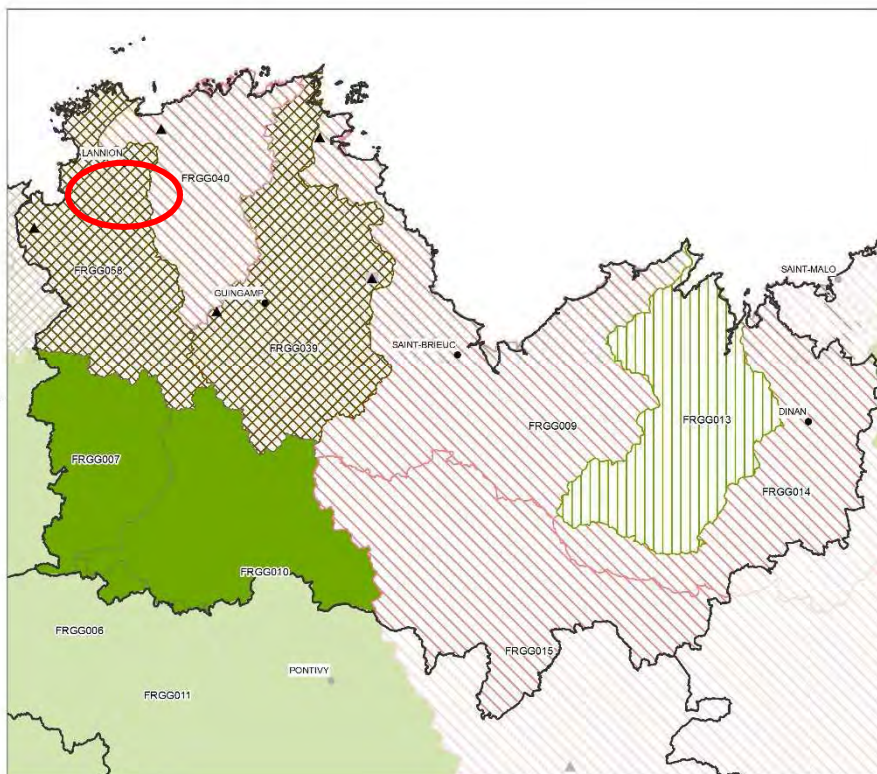 LANNION
FRGG040
SAINT-MALO
FRGG058
GUINGAMP
FRGG039
SAINT-BRIEUC
DINAN
FRGG013
FRGG009
FRGG007
FRGG014
FRGG010
FRGG006
FRGG015
PONTIVY
FRGG011